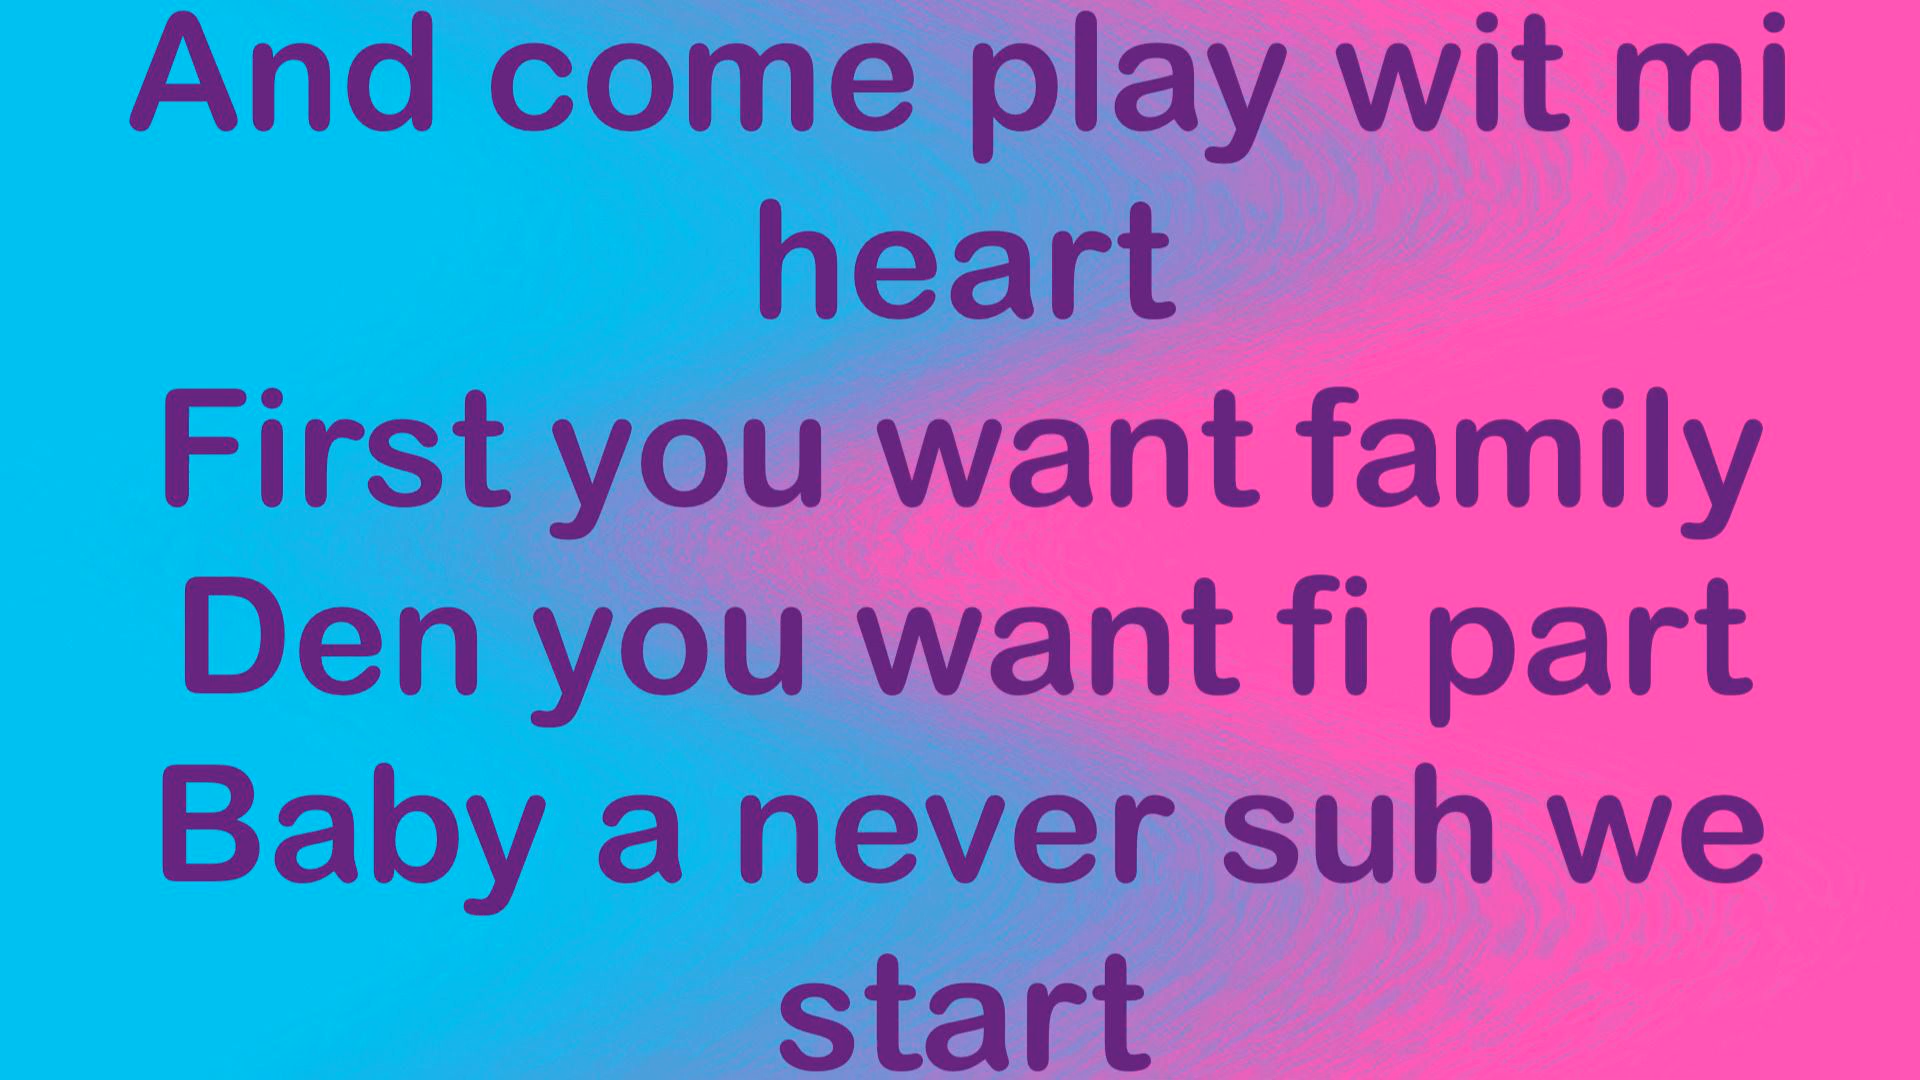 And come play wit mi
heart
First you want family
Den you want fi part
Baby a never suh we
start